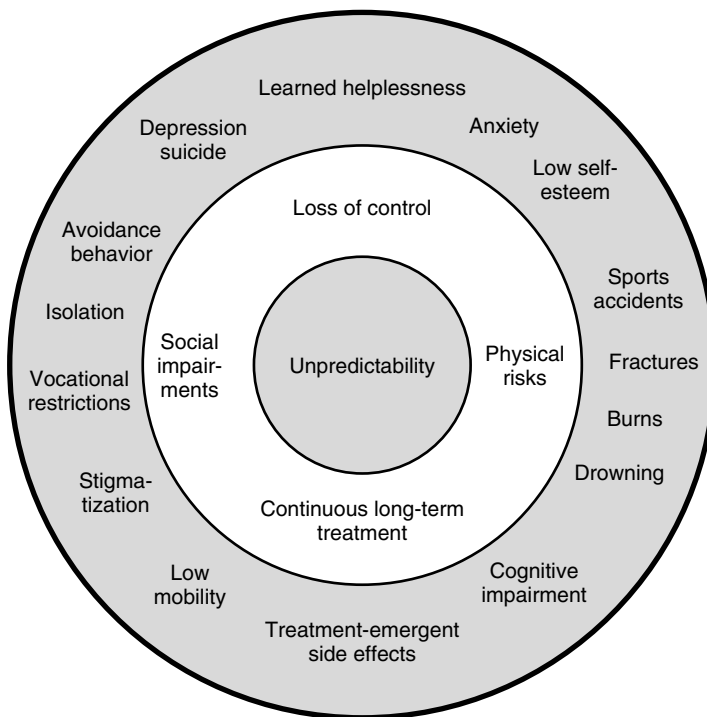 Learned helplessness
Depression
suicide
Anxiety
Low self-
esteem
Loss of control
Avoidance
behavior
Sports
accidents
Isolation
Social
impair-
ments
Unpredictability
Physical
risks
Fractures
Vocational
restrictions
Burns
Drowning
Stigma-
tization
Continuous long-term
treatment
Low
mobility
Cognitive
impairment
Treatment-emergent
side effects